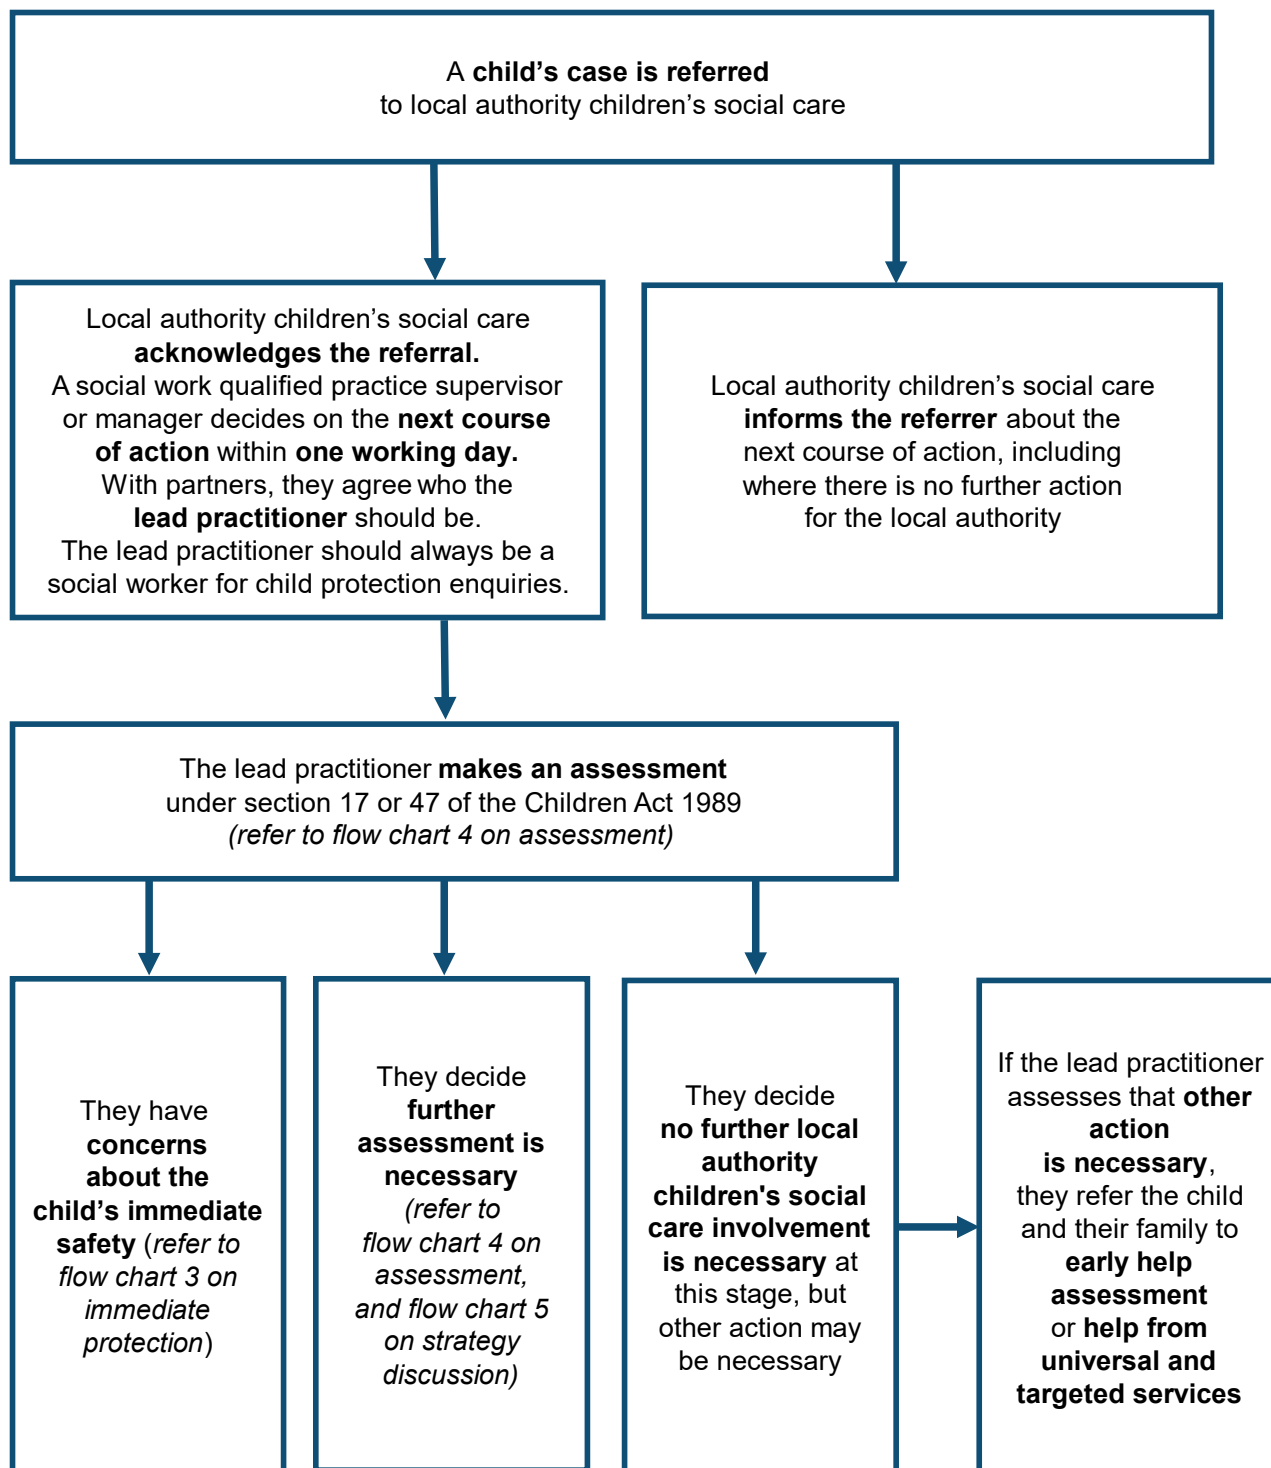 A child’s case is referred
to local authority children’s social care
Local authority children’s social care
acknowledges the referral.
A social work qualified practice supervisor
or manager decides on the next course
of action within one working day.
With partners, they agree who the
lead practitioner should be.
The lead practitioner should always be a
social worker for child protection enquiries.
Local authority children’s social care
informs the referrer about the
next course of action, including
where there is no further action
for the local authority
The lead practitioner makes an assessment
under section 17 or 47 of the Children Act 1989
(refer to flow chart 4 on assessment)
They have
concerns
about the
child’s immediate
safety (refer to
flow chart 3 on
immediate
protection)
They decide
further
assessment is
necessary
(refer to
flow chart 4 on
assessment,
and flow chart 5
on strategy
discussion)
They decide
no further local
authority
children's social
care involvement
is necessary at
this stage, but
other action may
be necessary
If the lead practitioner
assesses that other
action
is necessary,
they refer the child
and their family to
early help
assessment
or help from
universal and
targeted services